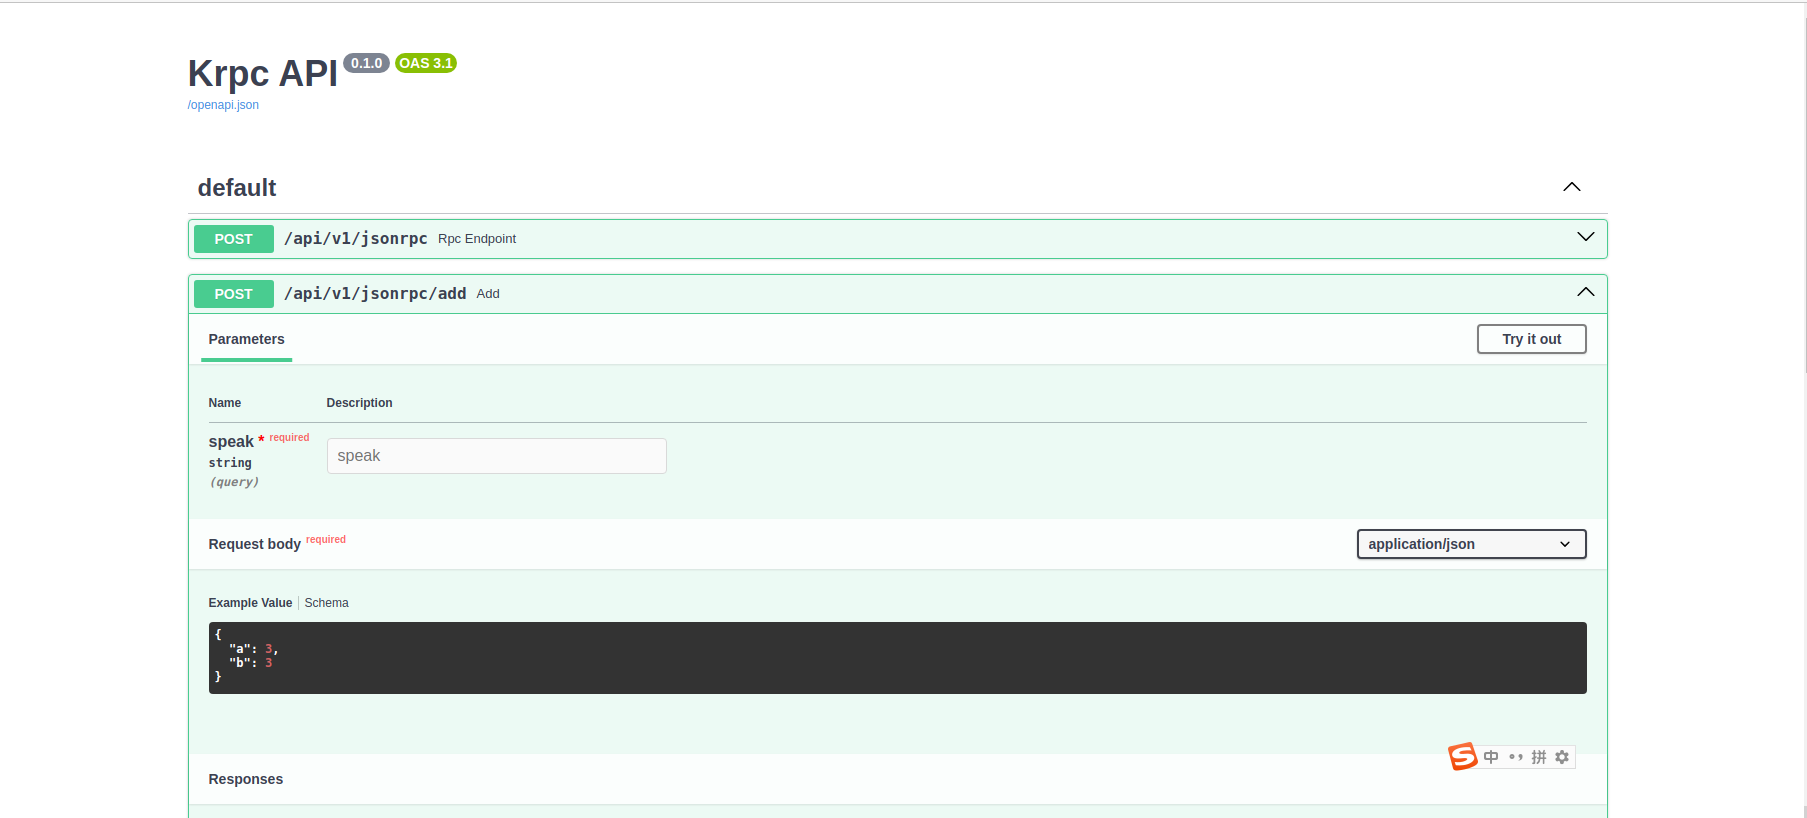 Krpc API 0.1.0 OAS 3.1
/openapi.json
default
POST /api/v1/jsonrpc Rpc Endpoint
POST /api/v1/jsonrpc/add Add
Parameters Try it out
Name Description
speak * required speak
string
(query)
Request body required application/json
Example Value Schema
{
"a": 3,
"b": 3
}
S 中 •, 拼
Responses